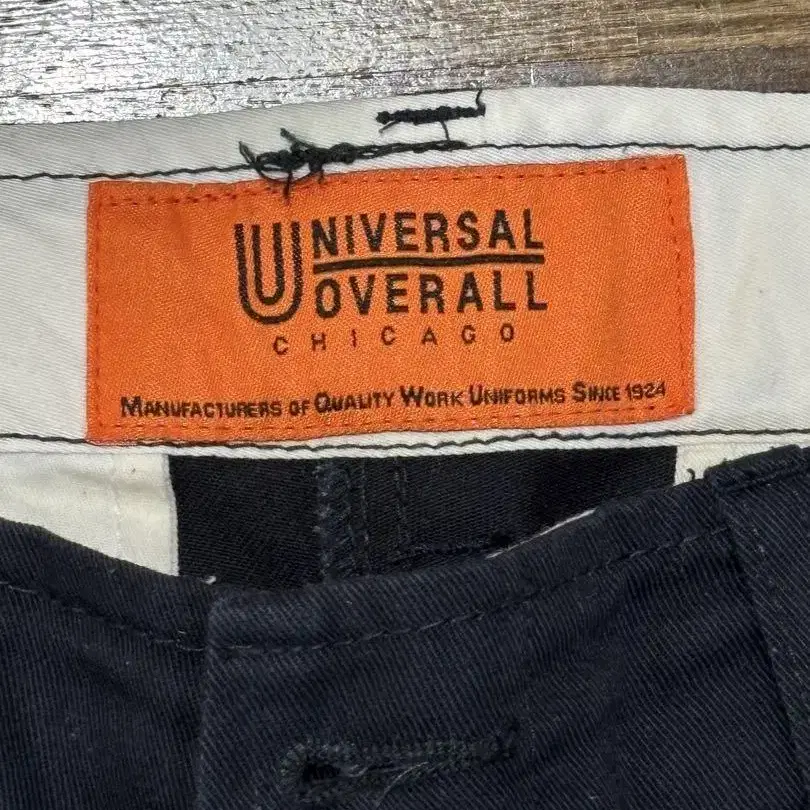 UNIVERSAL
OVERALL
CHICAGO
MANUFACTURERS OF QUALITY WORK UNIFORMS SINCE 1924